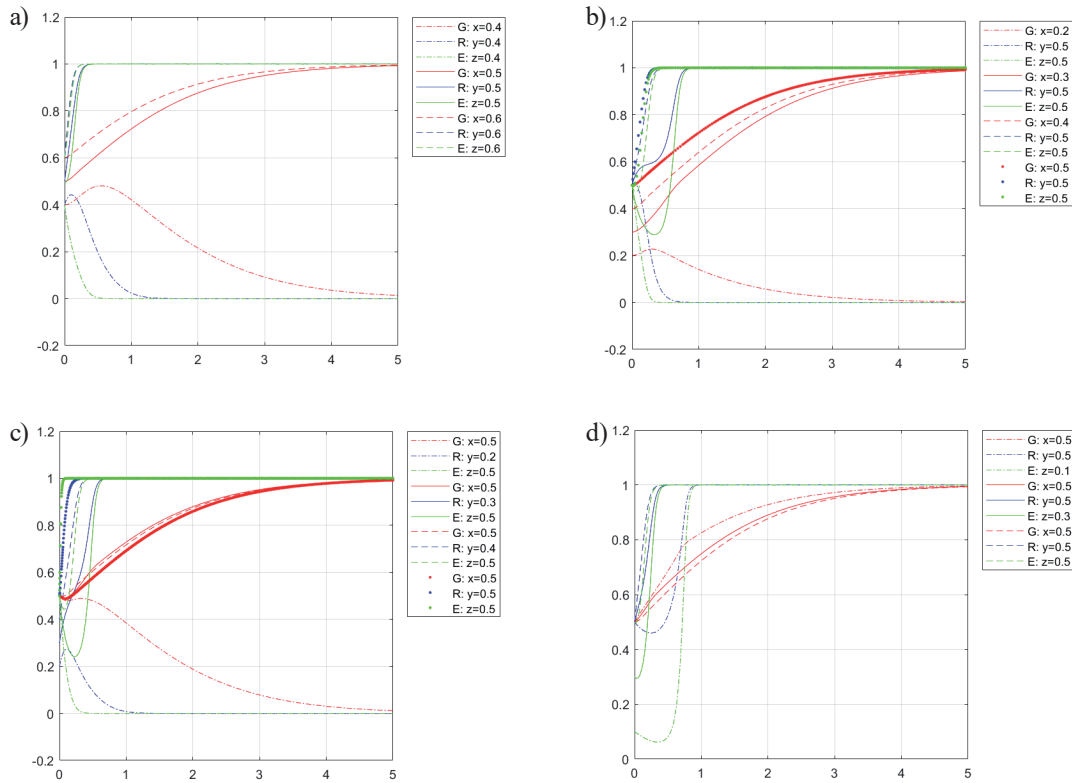 a)
1.2
1
0.8
0.6
0.4
0.2
0
-0.2
0 1 2 3 4 5
G: x=0.4
R: y=0.4
E: z=0.4
G: x=0.5
R: y=0.5
E: z=0.5
G: x=0.6
R: y=0.6
E: z=0.6
b)
1.2
1
0.8
0.6
0.4
0.2
0
-0.2
0 1 2 3 4 5
G: x=0.2
R: y=0.5
E: z=0.5
G: x=0.3
R: y=0.5
E: z=0.5
G: x=0.4
R: y=0.5
E: z=0.5
G: x=0.5
R: y=0.5
E: z=0.5
c)
1.2
1
0.8
0.6
0.4
0.2
0
-0.2
0 1 2 3 4 5
G: x=0.5
R: y=0.2
E: z=0.5
G: x=0.5
R: y=0.3
E: z=0.5
G: x=0.5
R: y=0.4
E: z=0.5
G: x=0.5
R: y=0.5
E: z=0.5
d)
1.2
1
0.8
0.6
0.4
0.2
0
0 1 2 3 4 5
G: x=0.5
R: y=0.5
E: z=0.1
G: x=0.5
R: y=0.5
E: z=0.3
G: x=0.5
R: y=0.5
E: z=0.5